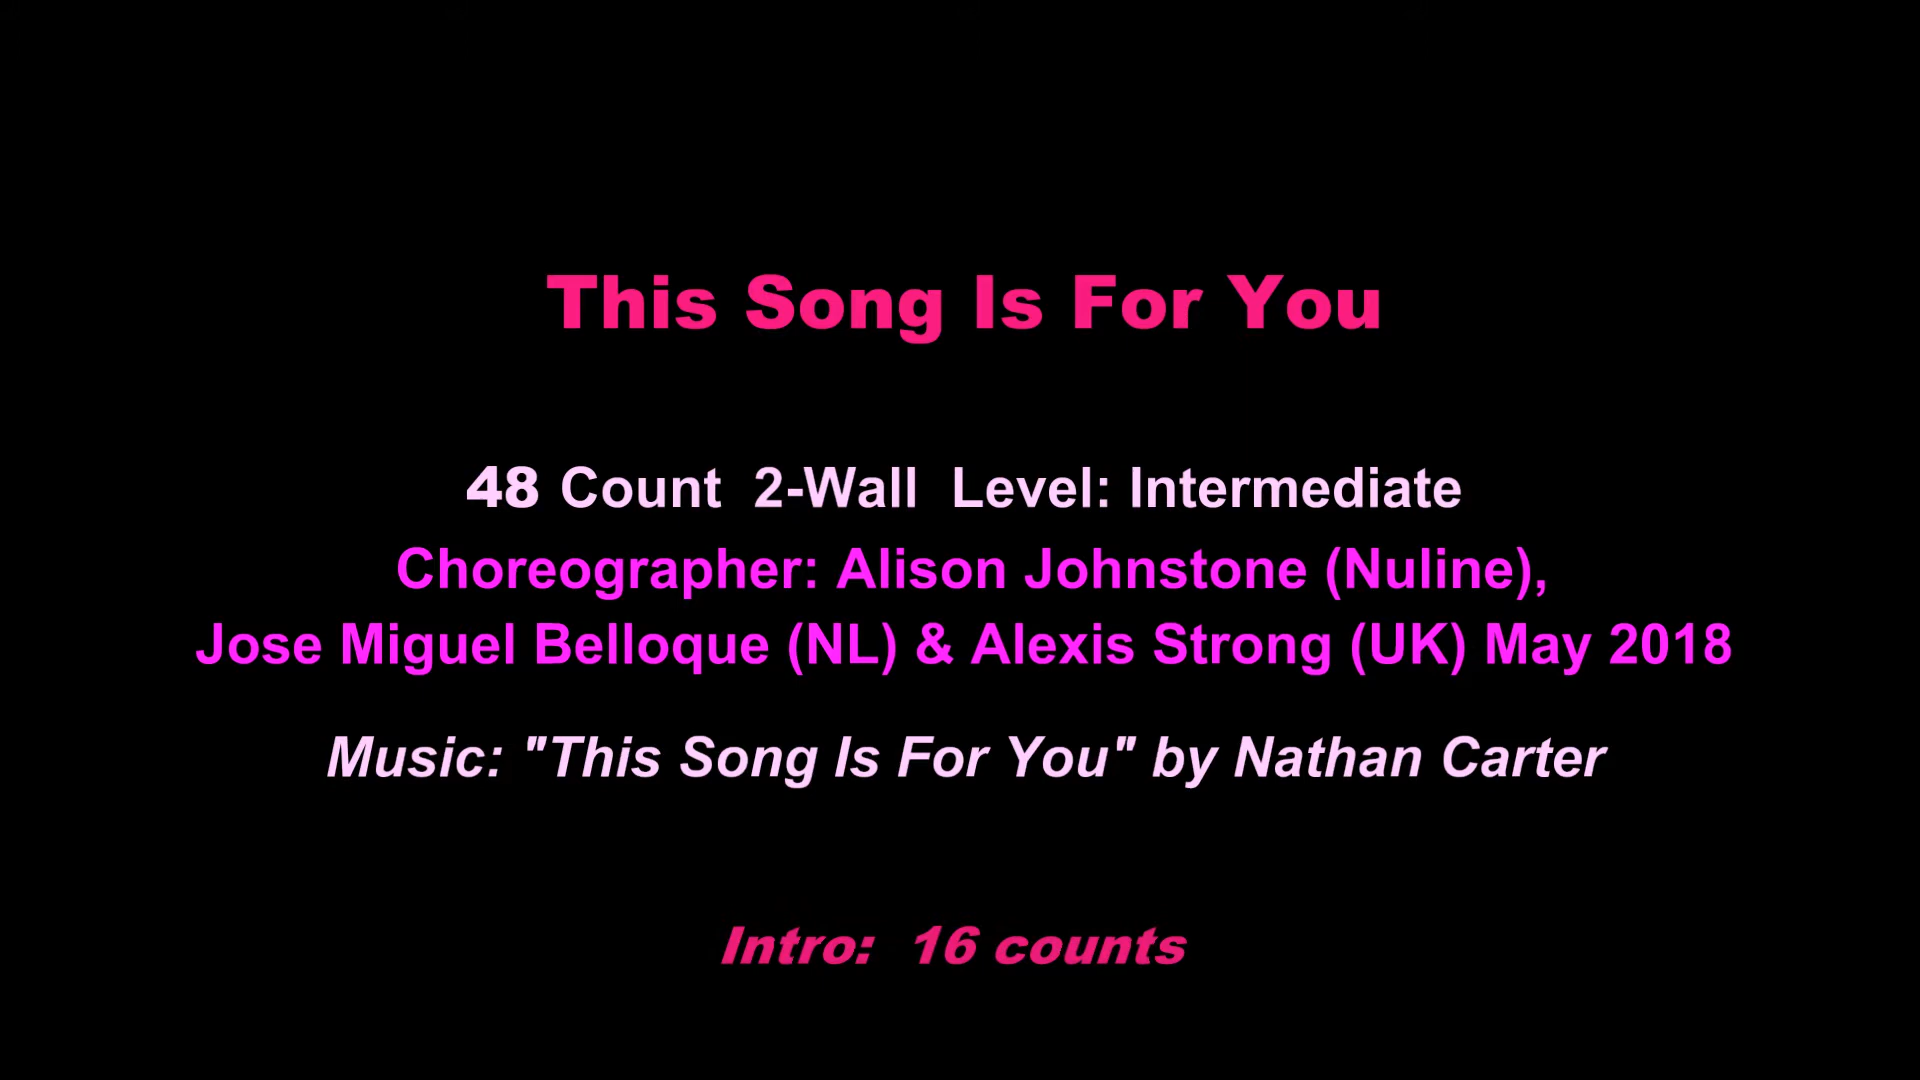 This Song Is For You
48 Count 2-Wall Level: Intermediate
Choreographer: Alison Johnstone (Nuline),
Jose Miguel Belloque (NL) & Alexis Strong (UK) May 2018
Music: "This Song Is For You" by Nathan Carter
Intro: 16 counts